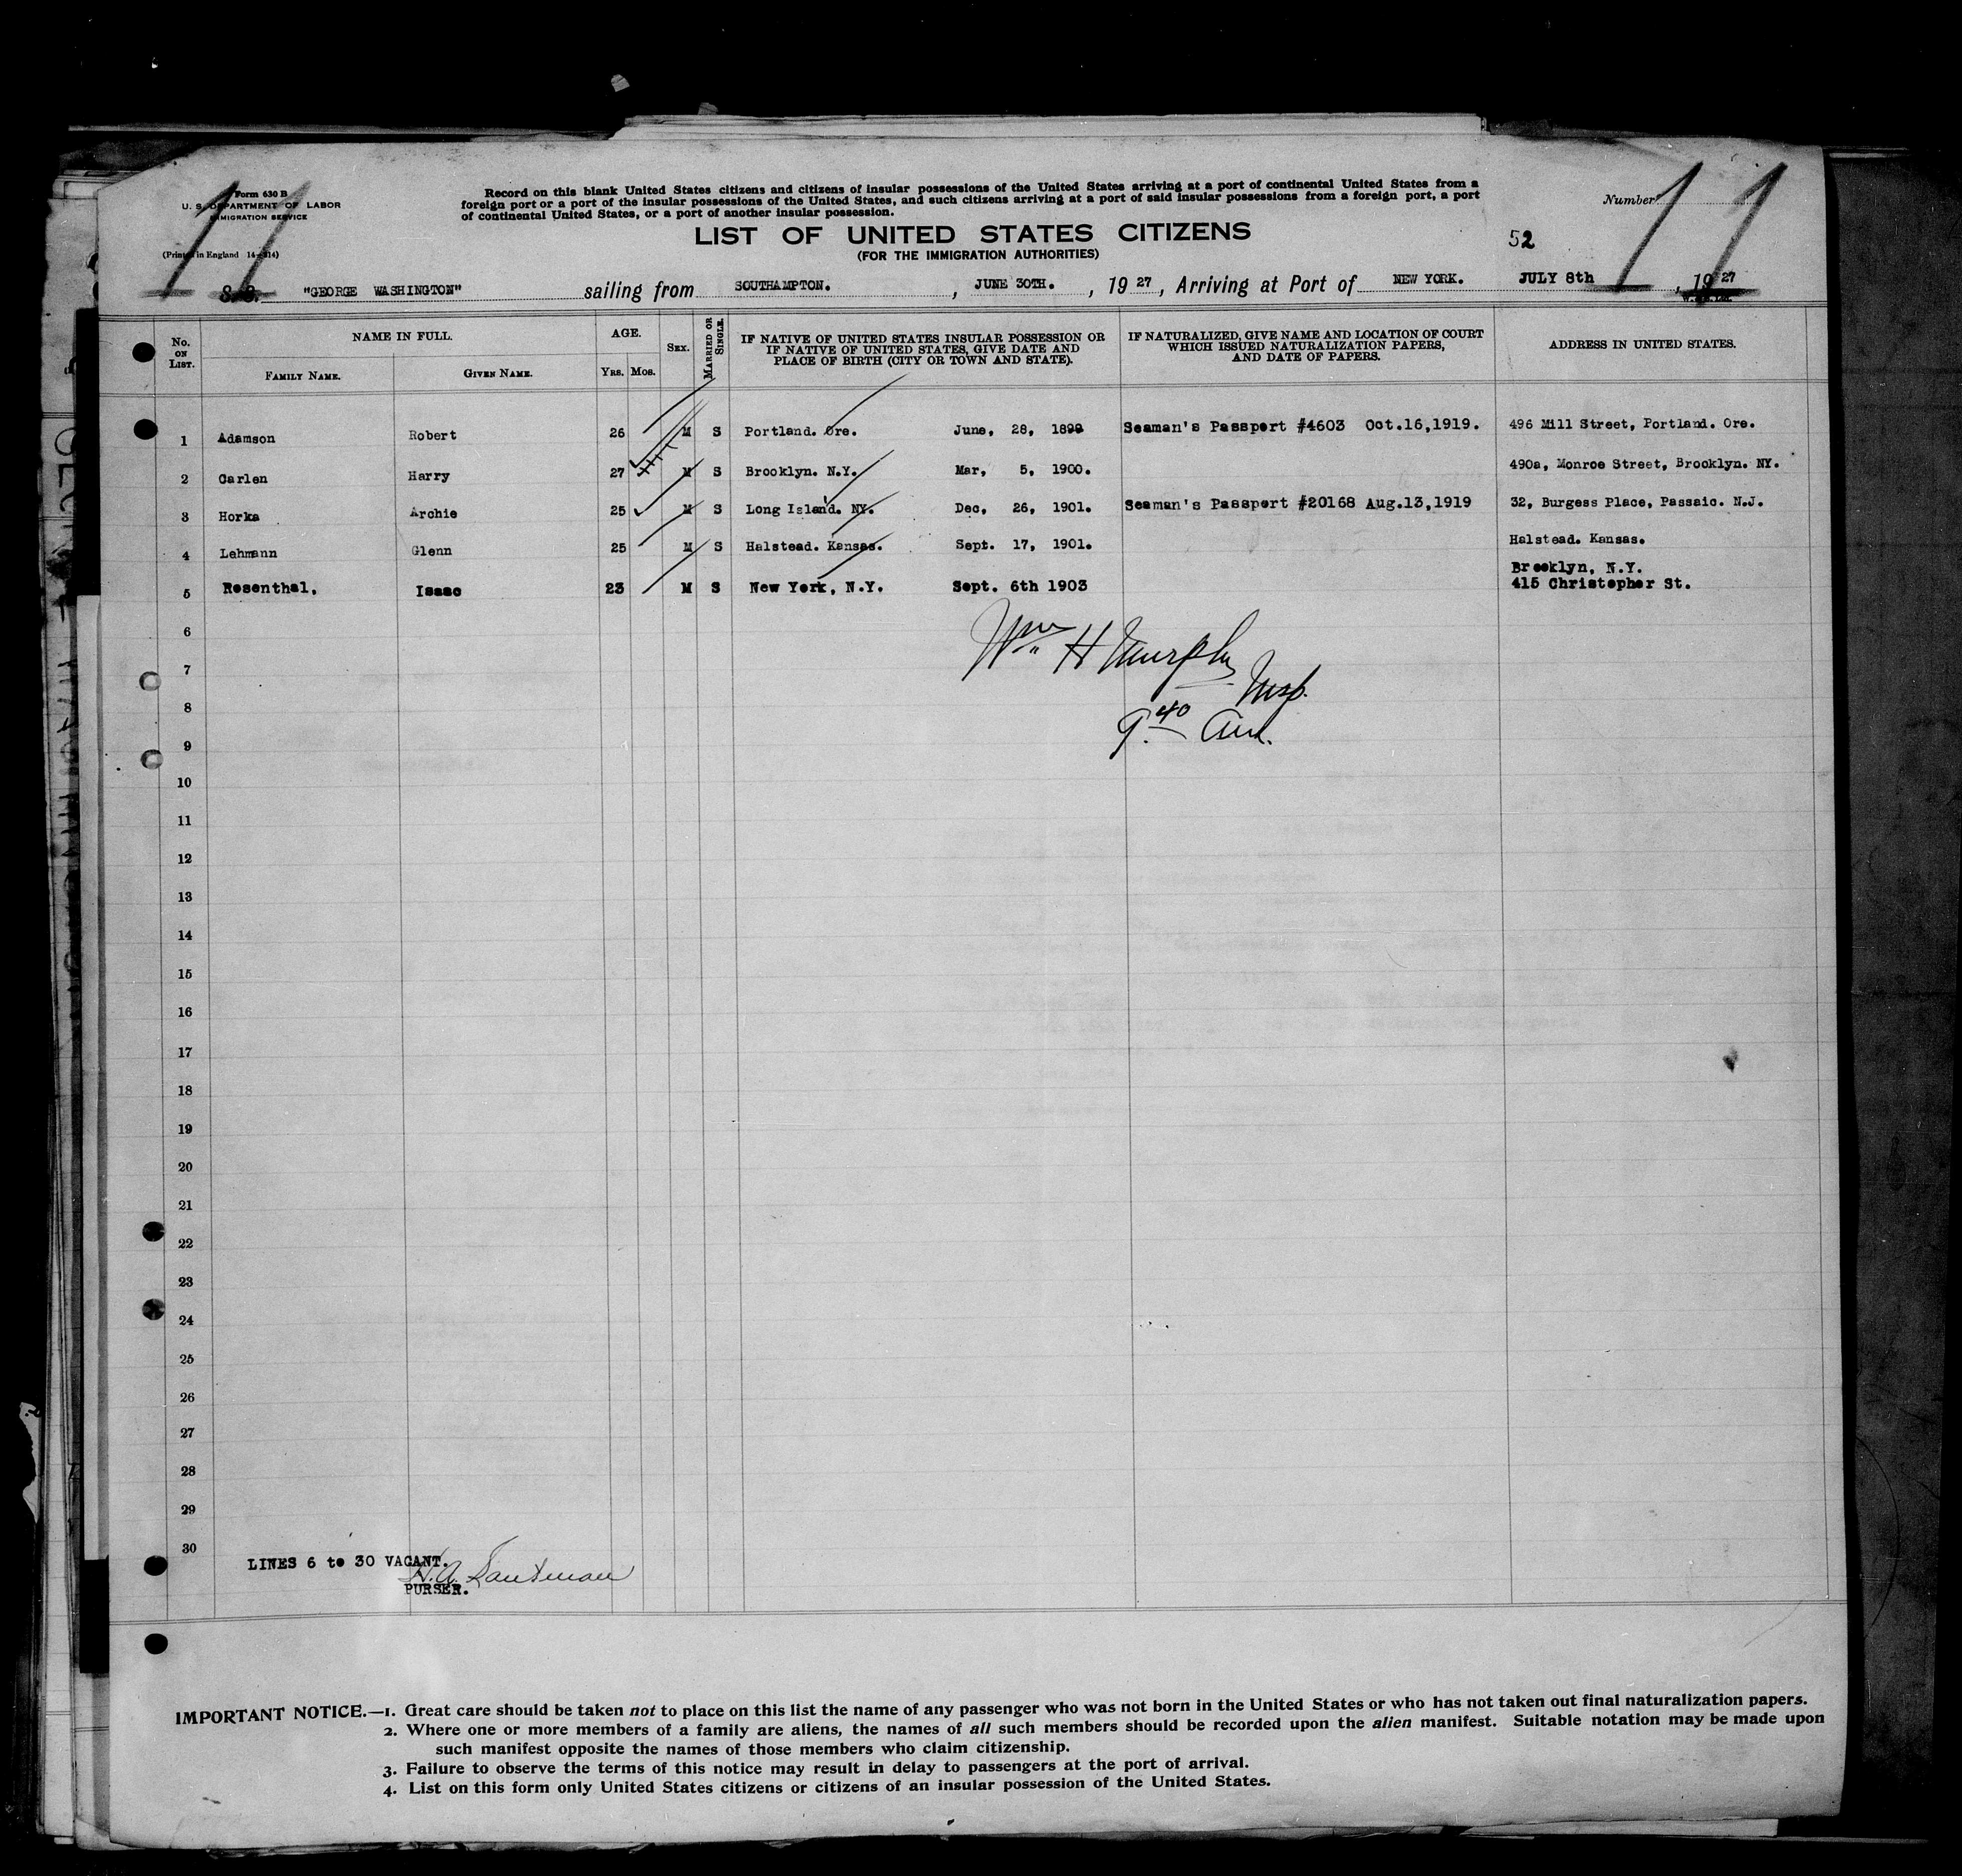 Form 630 B
U. S. DEPARTMENT OF LABOR
IMMIGRATION SERVICE
(Printed in England 14—214)
11
Record on this blank United States citizens and citizens of insular possessions of the United States arriving at a port of continental United States from a
foreign port or a port of the insular possessions of the United States, and such citizens arriving at a port of said insular possessions from a foreign port, a port
of continental United States, or a port of another insular possession.
Number 11
LIST OF UNITED STATES CITIZENS
52
(FOR THE IMMIGRATION AUTHORITIES)
S.S. "GEORGE WASHINGTON" sailing from SOUTHAMPTON. , JUNE 30TH. , 1927, Arriving at Port of NEW YORK. JULY 8th , 1927
No. ON LIST. NAME IN FULL. AGE. SEX. MARRIED OR SINGLE. IF NATIVE OF UNITED STATES INSULAR POSSESSION OR IF NATIVE OF UNITED STATES, GIVE DATE AND PLACE OF BIRTH (CITY OR TOWN AND STATE). IF NATURALIZED, GIVE NAME AND LOCATION OF COURT WHICH ISSUED NATURALIZATION PAPERS, AND DATE OF PAPERS. ADDRESS IN UNITED STATES.
FAMILY NAME. GIVEN NAME. YRS. MOS.
1 Adamson Robert 26 M S Portland. Ore. June, 28, 1899 Seaman's Passport #4603 Oct.16,1919. 496 Mill Street, Portland. Ore.
2 Carlen Harry 27 M S Brooklyn. N.Y. Mar, 5, 1900. 490a, Monroe Street, Brooklyn. NY.
3 Horka Archie 25 M S Long Island. NY. Dec, 26, 1901. Seaman's Passport #20168 Aug.13,1919 32, Burgess Place, Passaic. N.J.
4 Lehmann Glenn 25 M S Halstead. Kansas. Sept. 17, 1901. Halstead. Kansas.
5 Rosenthal, Isaac 23 M S New York, N.Y. Sept. 6th 1903 Brooklyn, N.Y.
415 Christopher St.
6
Wm H Murphy
7
Insp.
8
9
9.40 am.
10
11
12
13
14
15
16
17
18
19
20
21
22
23
24
25
26
27
28
29
30
LINES 6 to 30 VACANT.
PURSER.
IMPORTANT NOTICE.—1. Great care should be taken not to place on this list the name of any passenger who was not born in the United States or who has not taken out final naturalization papers.
2. Where one or more members of a family are aliens, the names of all such members should be recorded upon the alien manifest. Suitable notation may be made upon
such manifest opposite the names of those members who claim citizenship.
3. Failure to observe the terms of this notice may result in delay to passengers at the port of arrival.
4. List on this form only United States citizens or citizens of an insular possession of the United States.